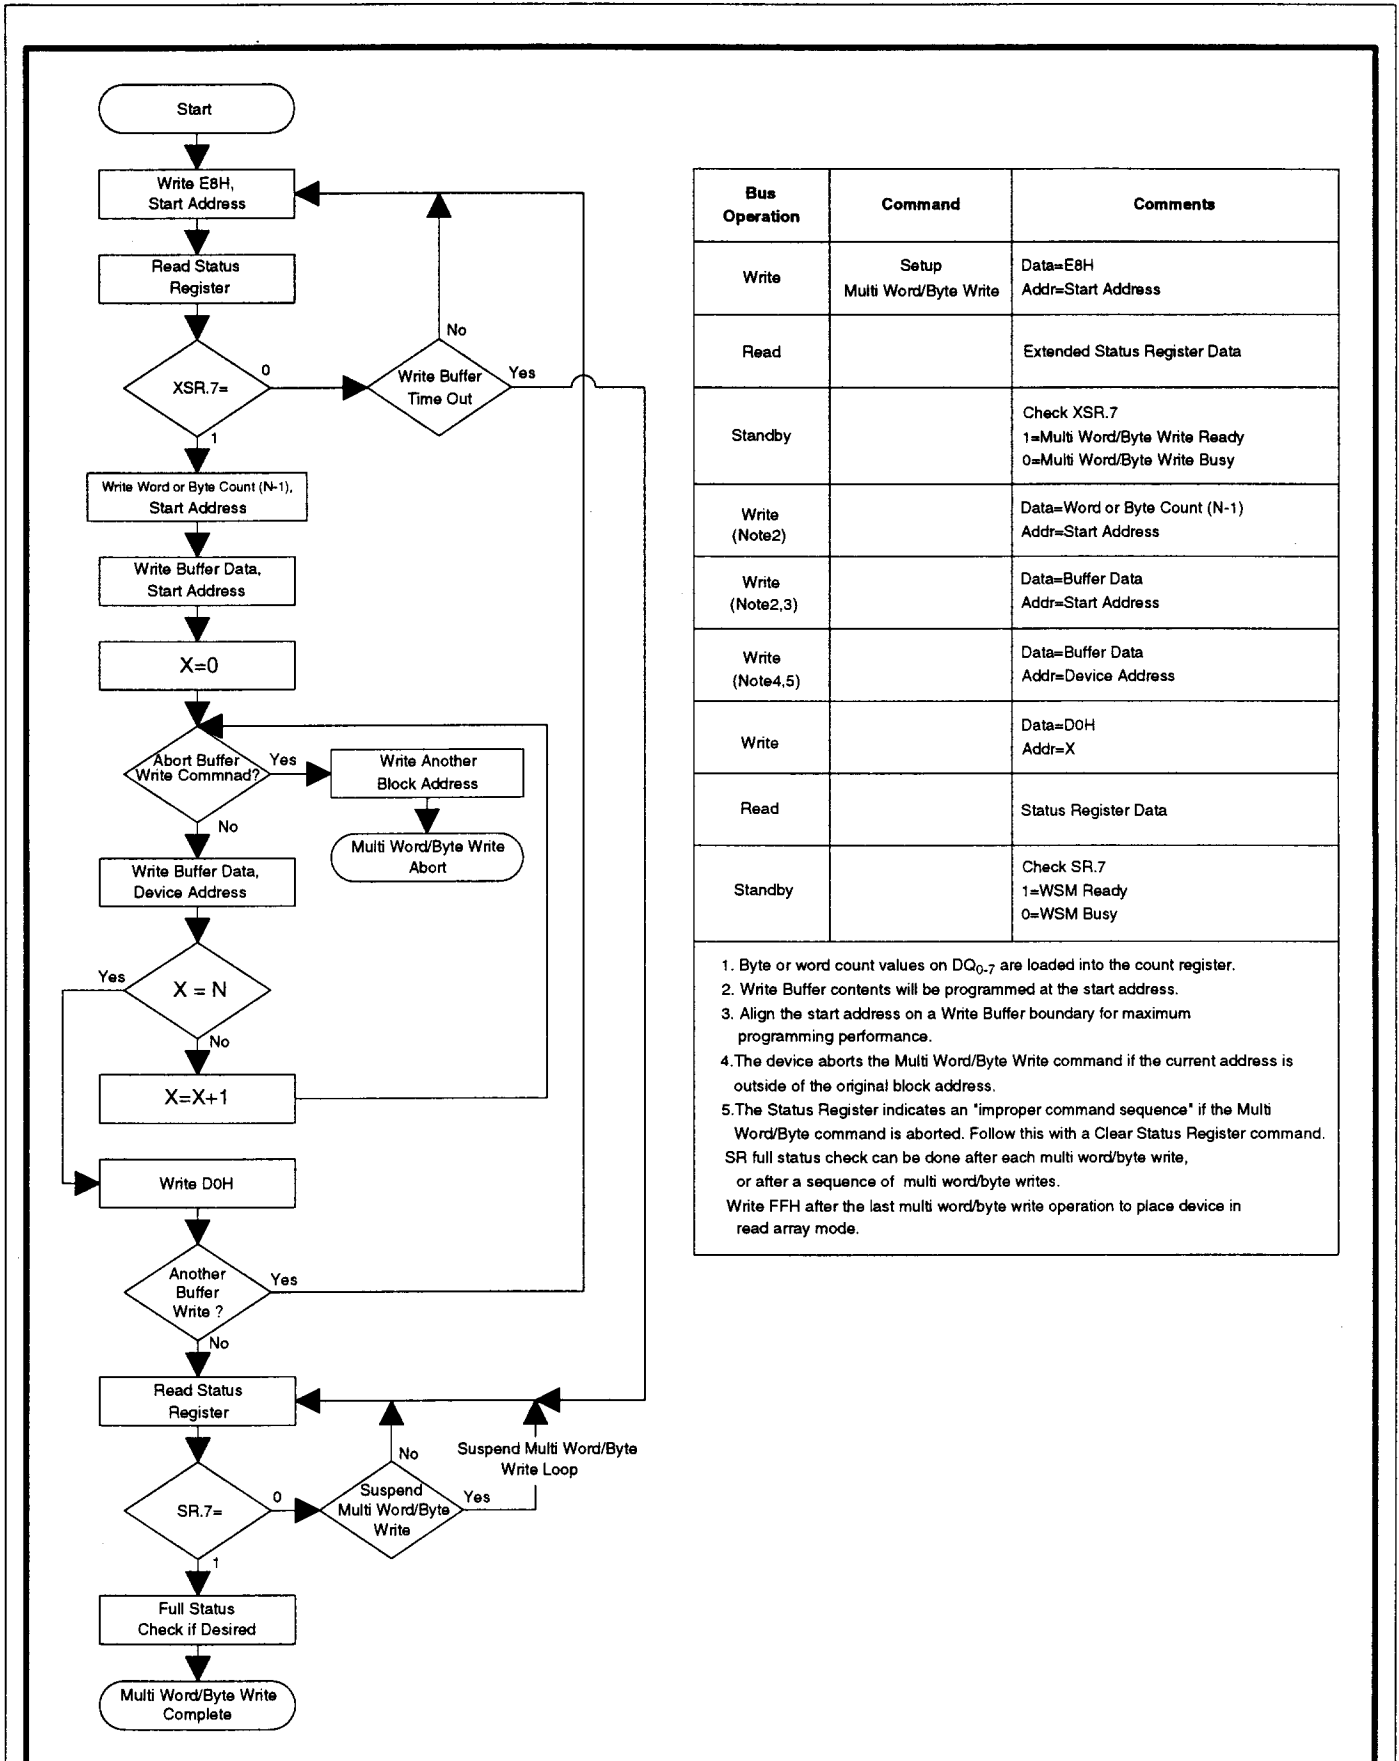 Start
Write E8H,
Start Address
Read Status
Register
No
XSR.7=
0
Write Buffer
Time Out
Yes
1
Write Word or Byte Count (N-1),
Start Address
Write Buffer Data,
Start Address
X=0
Abort Buffer
Write Commnad?
Yes
Write Another
Block Address
No
Multi Word/Byte Write
Abort
Write Buffer Data,
Device Address
Yes
X = N
No
X=X+1
Write D0H
Another
Buffer
Write ?
Yes
No
Read Status
Register
No
Suspend Multi Word/Byte
Write Loop
SR.7=
0
Suspend
Multi Word/Byte
Write
Yes
1
Full Status
Check if Desired
Multi Word/Byte Write
Complete
Bus
Operation
Command
Comments
Write
Setup
Multi Word/Byte Write
Data=E8H
Addr=Start Address
Read
Extended Status Register Data
Standby
Check XSR.7
1=Multi Word/Byte Write Ready
0=Multi Word/Byte Write Busy
Write
(Note2)
Data=Word or Byte Count (N-1)
Addr=Start Address
Write
(Note2,3)
Data=Buffer Data
Addr=Start Address
Write
(Note4,5)
Data=Buffer Data
Addr=Device Address
Write
Data=D0H
Addr=X
Read
Status Register Data
Standby
Check SR.7
1=WSM Ready
0=WSM Busy
1. Byte or word count values on DQ0-7 are loaded into the count register.
2. Write Buffer contents will be programmed at the start address.
3. Align the start address on a Write Buffer boundary for maximum
programming performance.
4.The device aborts the Multi Word/Byte Write command if the current address is
outside of the original block address.
5.The Status Register indicates an "improper command sequence" if the Multi
Word/Byte command is aborted. Follow this with a Clear Status Register command.
SR full status check can be done after each multi word/byte write,
or after a sequence of multi word/byte writes.
Write FFH after the last multi word/byte write operation to place device in
read array mode.